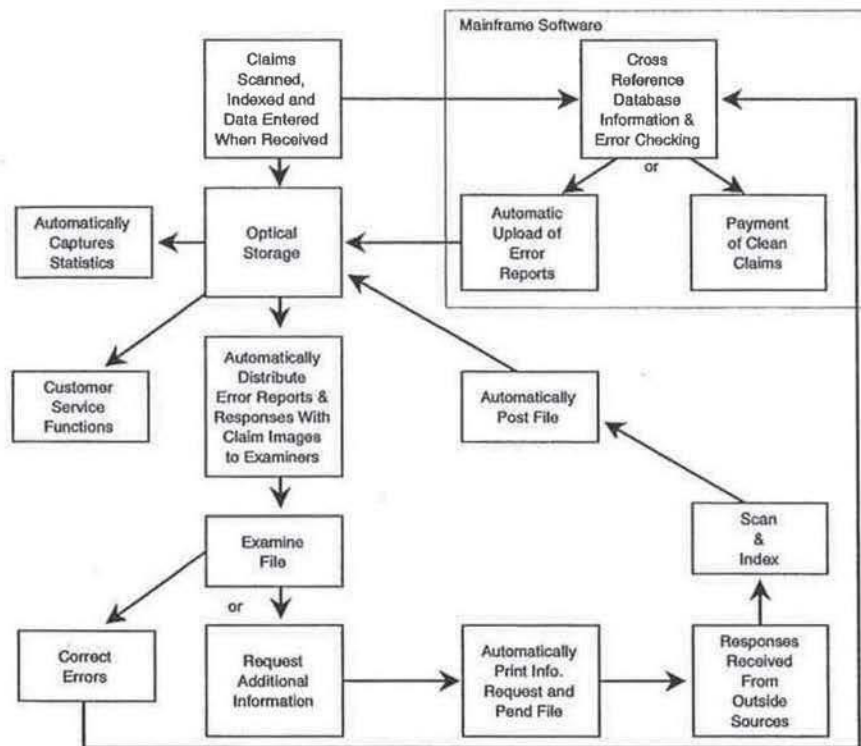 Mainframe Software
Claims
Scanned,
Indexed and
Data Entered
When Received
Cross
Reference
Database
Information &
Error Checking
or
Automatically
Captures
Statistics
Optical
Storage
Automatic
Upload of
Error
Reports
Payment
of Clean
Claims
Customer
Service
Functions
Automatically
Distribute
Error Reports &
Responses With
Claim Images
to Examiners
Automatically
Post File
Examine
File
Scan
&
Index
or
Correct
Errors
Request
Additional
Information
Automatically
Print Info.
Request and
Pend File
Responses
Received
From
Outside
Sources